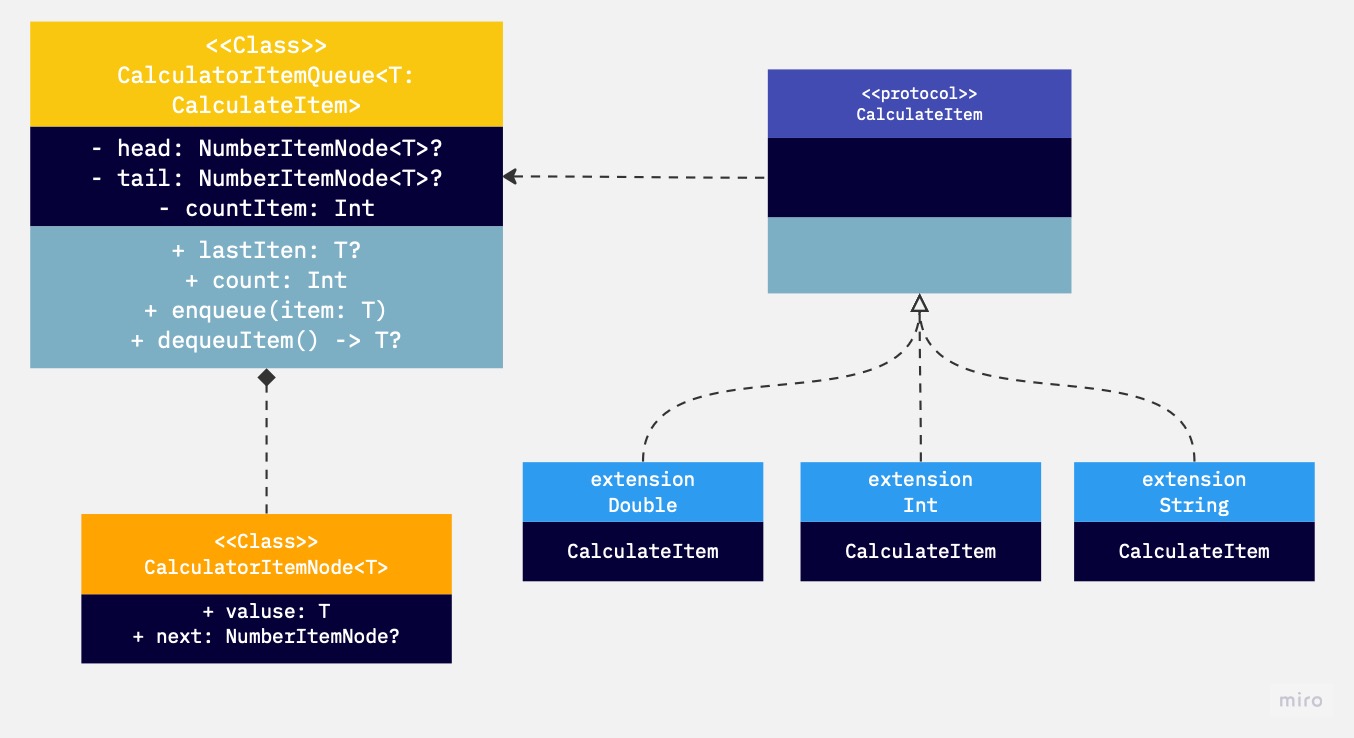 <<Class>>
CalculatorItemQueue<T:
CalculateItem>
- head: NumberItemNode<T>?
- tail: NumberItemNode<T>?
- countItem: Int
+ lastIten: T?
+ count: Int
+ enqueue(item: T)
+ dequeuItem() -> T?
<<protocol>>
CalculateItem
<<Class>>
CalculatorItemNode<T>
+ valuse: T
+ next: NumberItemNode?
extension
Double
CalculateItem
extension
Int
CalculateItem
extension
String
CalculateItem
miro